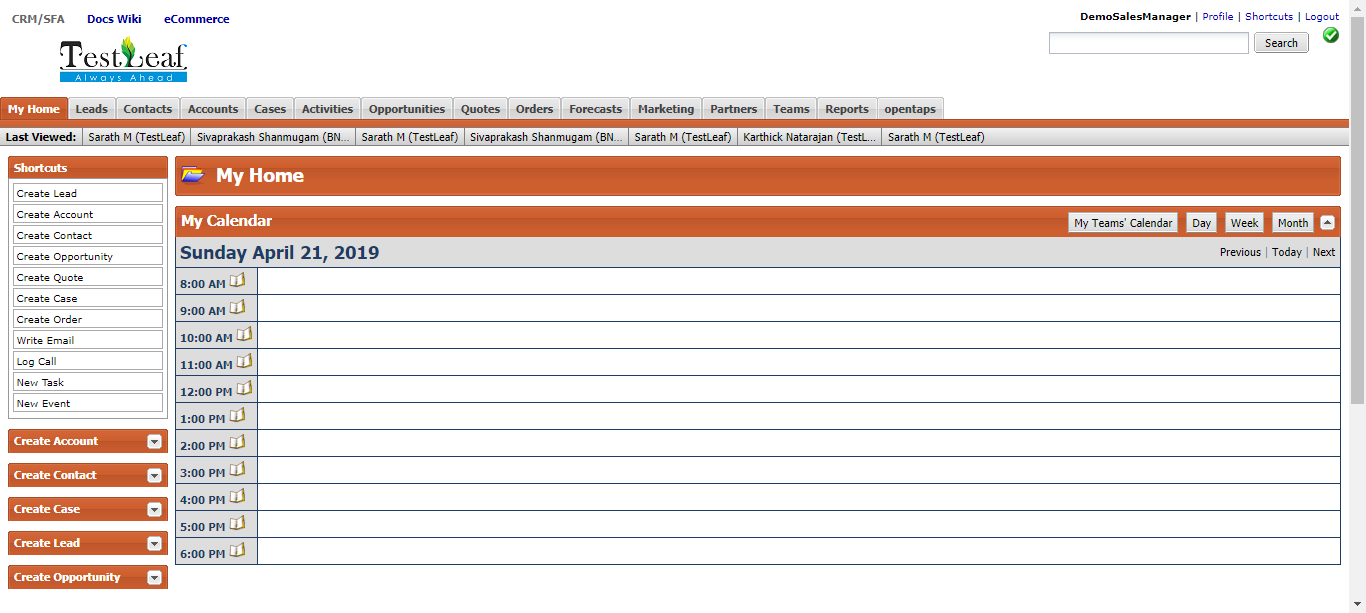 CRM/SFA Docs Wiki eCommerce
DemoSalesManager | Profile | Shortcuts | Logout
Search
TestLeaf
Always Ahead
My Home Leads Contacts Accounts Cases Activities Opportunities Quotes Orders Forecasts Marketing Partners Teams Reports opentaps
Last Viewed: Sarath M (TestLeaf) Sivaprakash Shanmugam (BN... Sarath M (TestLeaf) Sivaprakash Shanmugam (BN... Sarath M (TestLeaf) Karthick Natarajan (TestL... Sarath M (TestLeaf)
Shortcuts
Create Lead
Create Account
Create Contact
Create Opportunity
Create Quote
Create Case
Create Order
Write Email
Log Call
New Task
New Event
Create Account
Create Contact
Create Case
Create Lead
Create Opportunity
My Home
My Calendar My Teams' Calendar Day Week Month
Sunday April 21, 2019 Previous | Today | Next
8:00 AM
9:00 AM
10:00 AM
11:00 AM
12:00 PM
1:00 PM
2:00 PM
3:00 PM
4:00 PM
5:00 PM
6:00 PM